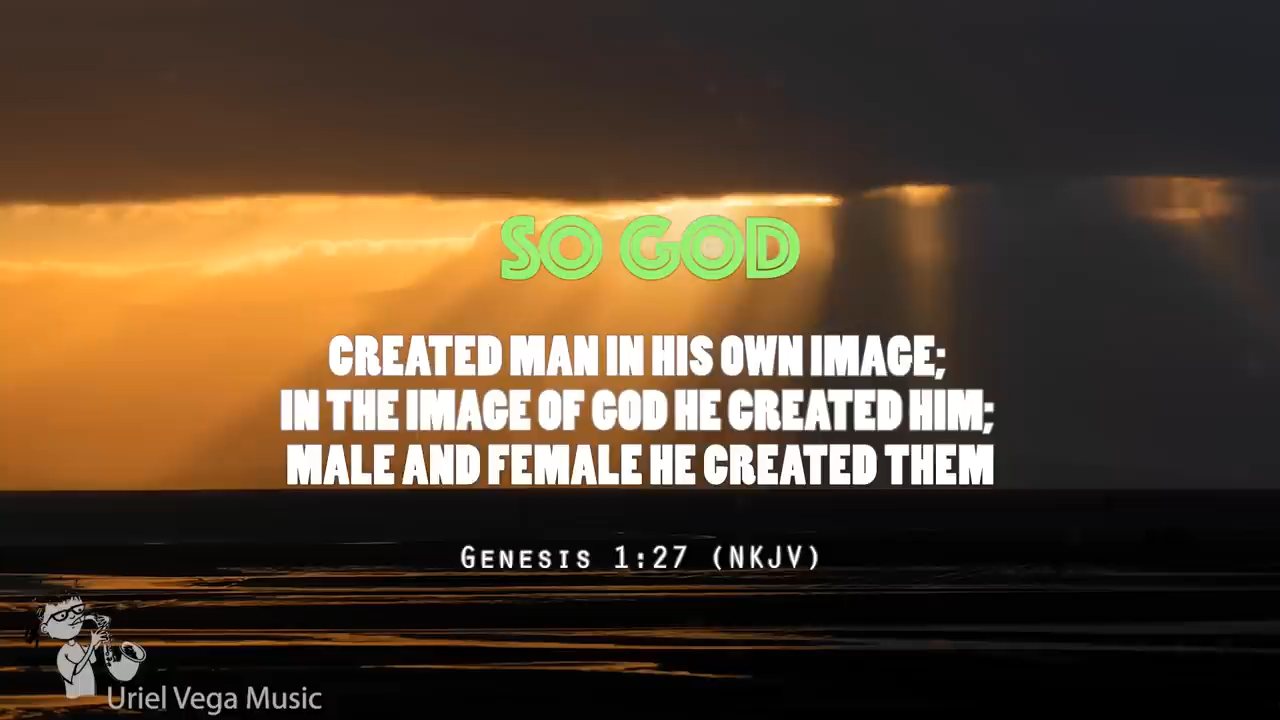 SO GOD
CREATED MAN IN HIS OWN IMAGE;
IN THE IMAGE OF GOD HE CREATED HIM;
MALE AND FEMALE HE CREATED THEM
GENESIS 1:27 (NKJV)
Uriel Vega Music